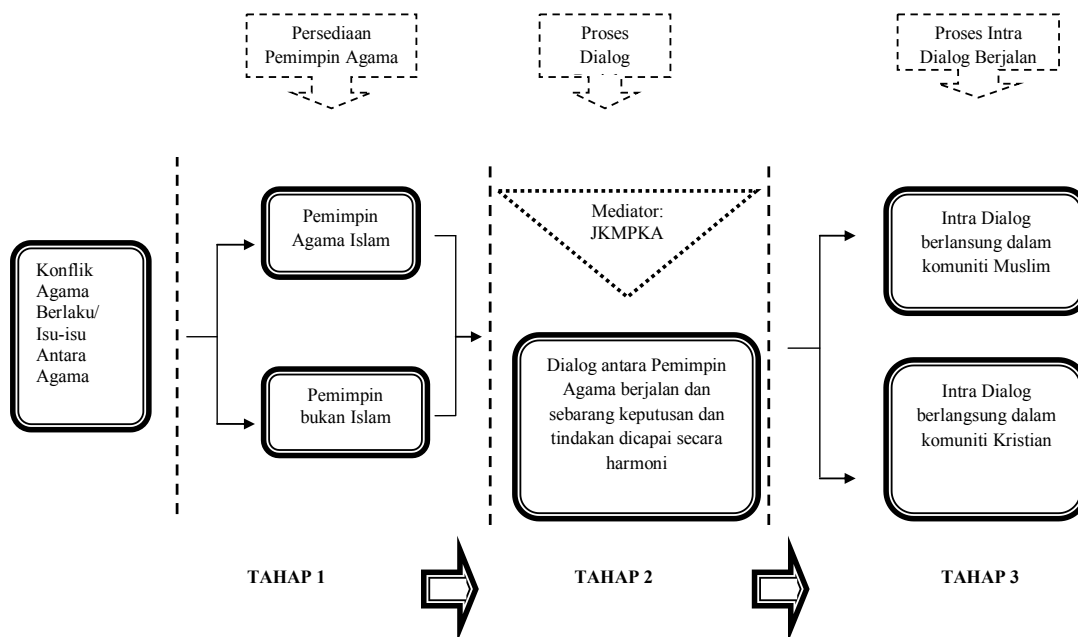 Persediaan
Pemimpin Agama
Proses
Dialog
Proses Intra
Dialog Berjalan
Konflik
Agama
Berlaku/
Isu-isu
Antara
Agama
Pemimpin
Agama Islam
Pemimpin
bukan Islam
Mediator:
JKMPKA
Dialog antara Pemimpin
Agama berjalan dan
sebarang keputusan dan
tindakan dicapai secara
harmoni
Intra Dialog
berlansung dalam
komuniti Muslim
Intra Dialog
berlangsung dalam
komuniti Kristian
TAHAP 1
TAHAP 2
TAHAP 3